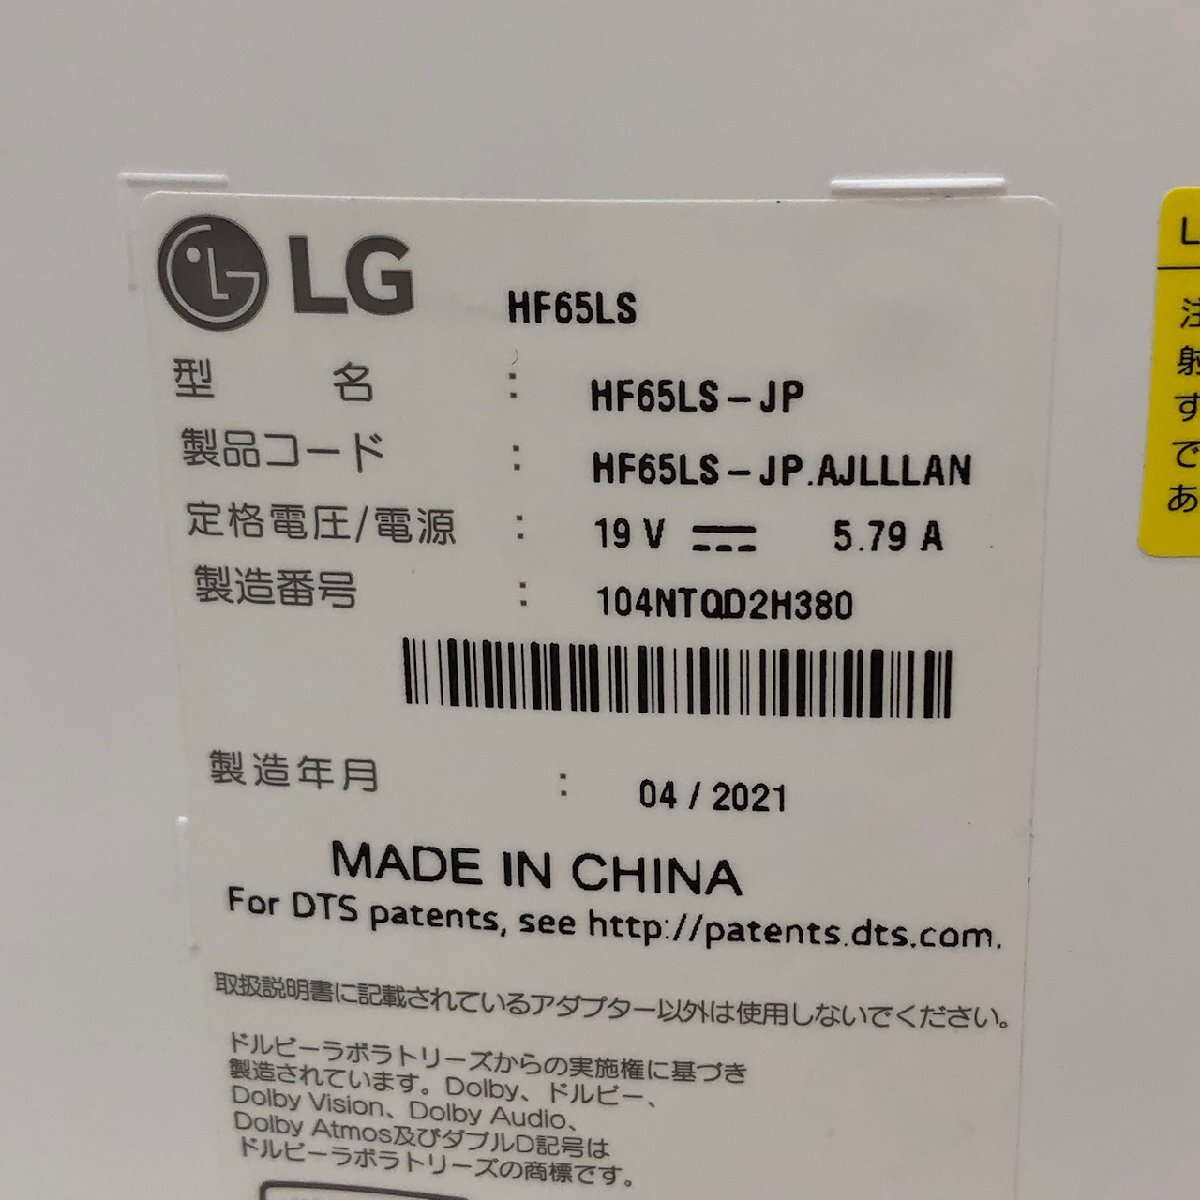 LG
HF65LS
型名 : HF65LS-JP
製品コード : HF65LS-JP.AJLLLAN
定格電圧/電源 : 19 V 5.79 A
製造番号 : 104NTQD2H380
製造年月 : 04 / 2021
MADE IN CHINA
For DTS patents, see http://patents.dts.com.
取扱説明書に記載されているアダプター以外は使用しないでください。
ドルビーラボラトリーズからの実施権に基づき
製造されています。Dolby、ドルビー、
Dolby Vision、Dolby Audio、
Dolby Atmos及びダブルD記号は
ドルビーラボラトリーズの商標です。
注
射
す
で
あ